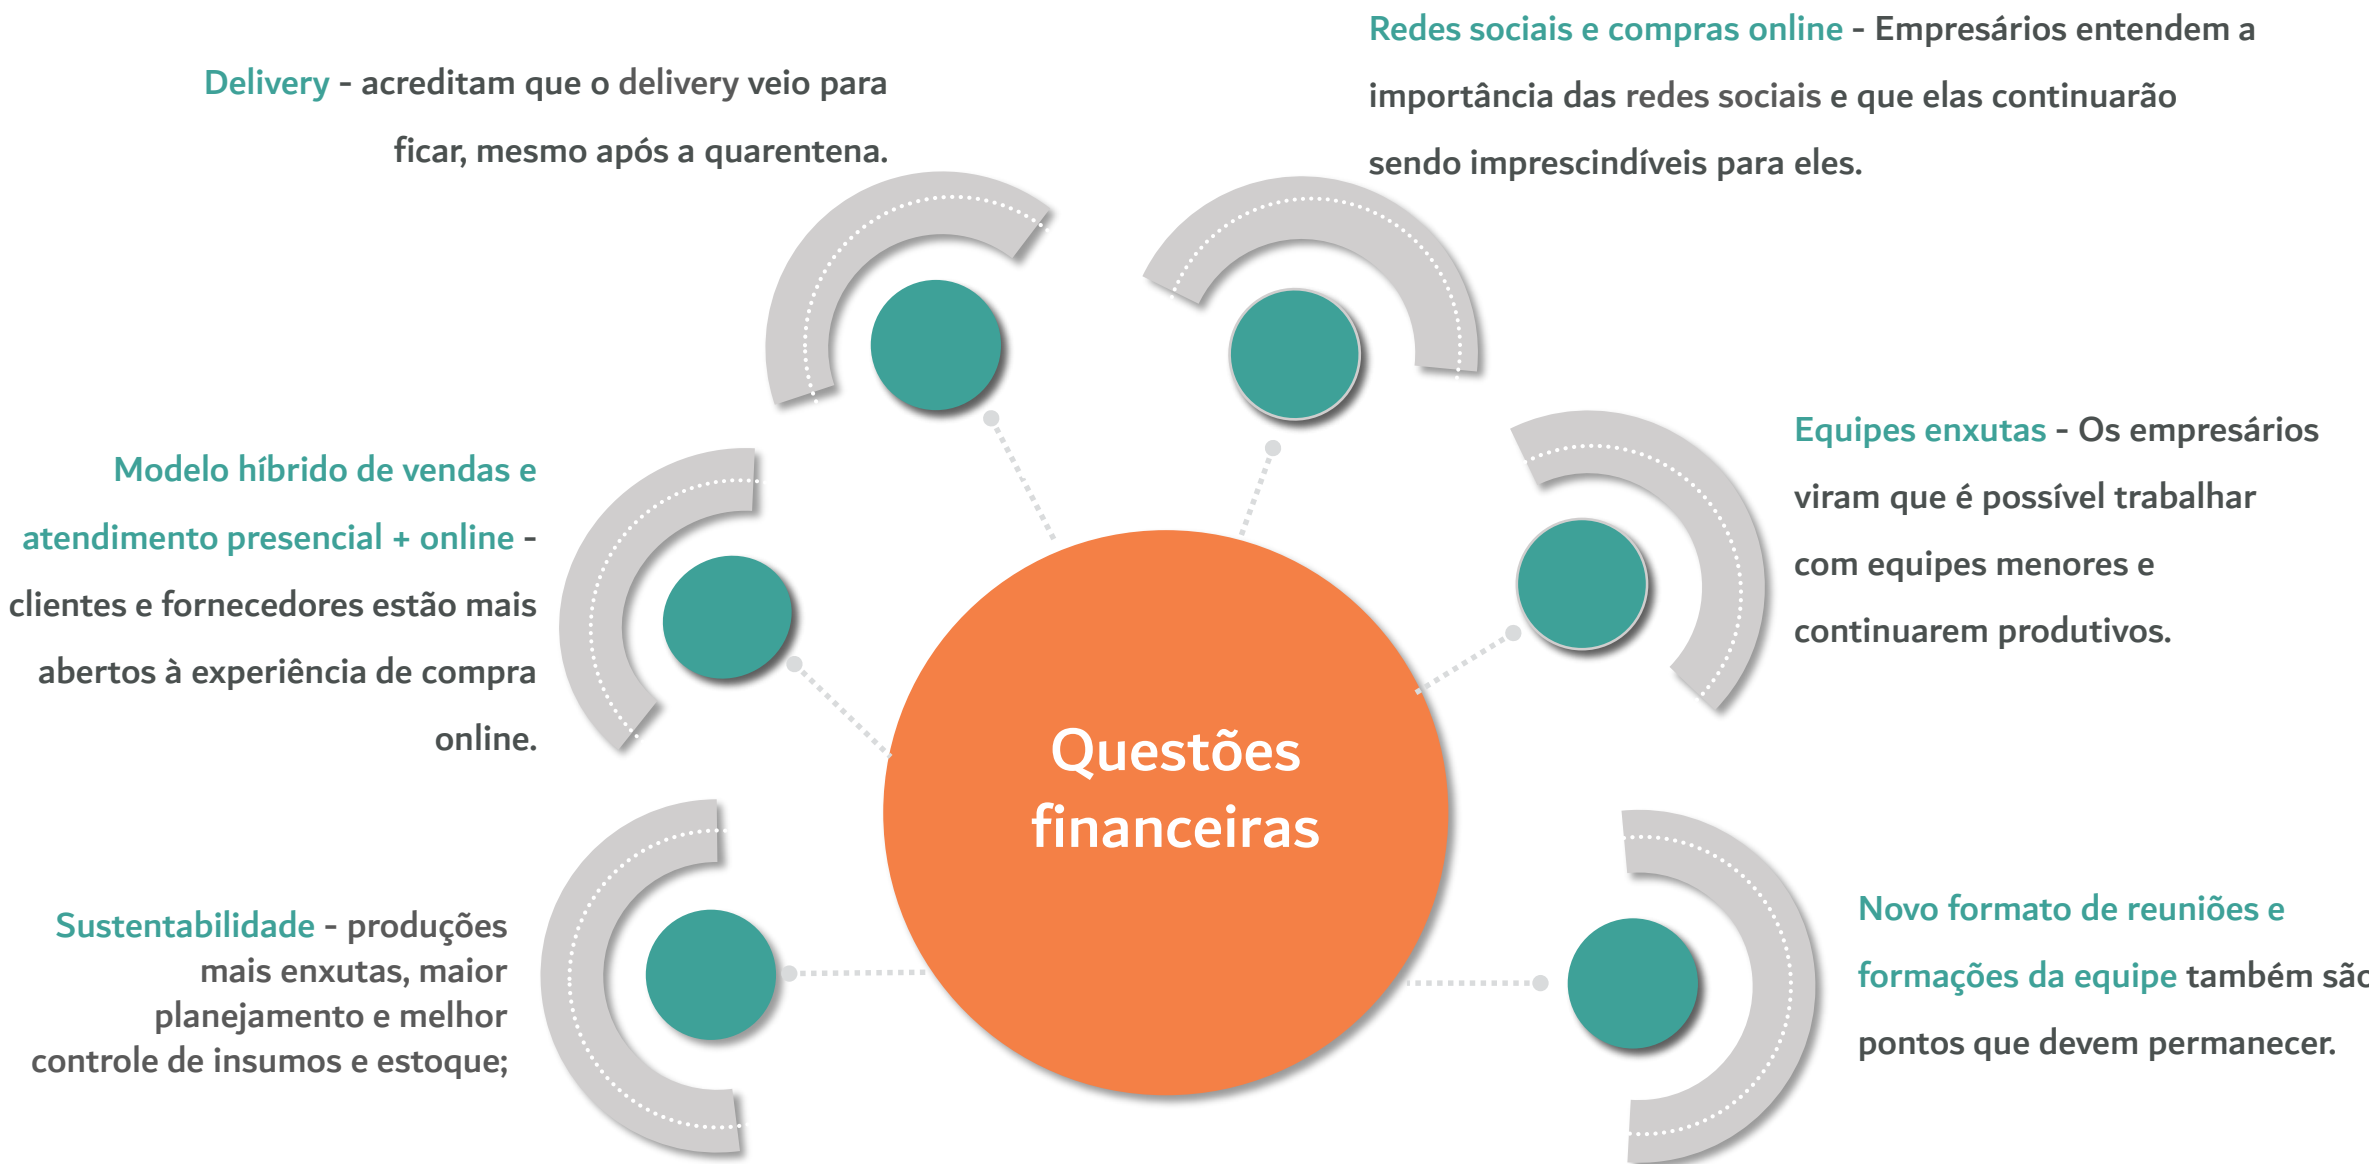 Delivery - acreditam que o delivery veio para
ficar, mesmo após a quarentena.
Redes sociais e compras online - Empresários entendem a
importância das redes sociais e que elas continuarão
sendo imprescindíveis para eles.
Modelo híbrido de vendas e
atendimento presencial + online -
clientes e fornecedores estão mais
abertos à experiência de compra
online.
Equipes enxutas - Os empresários
viram que é possível trabalhar
com equipes menores e
continuarem produtivos.
Questões
financeiras
Sustentabilidade - produções
mais enxutas, maior
planejamento e melhor
controle de insumos e estoque;
Novo formato de reuniões e
formações da equipe também são
pontos que devem permanecer.